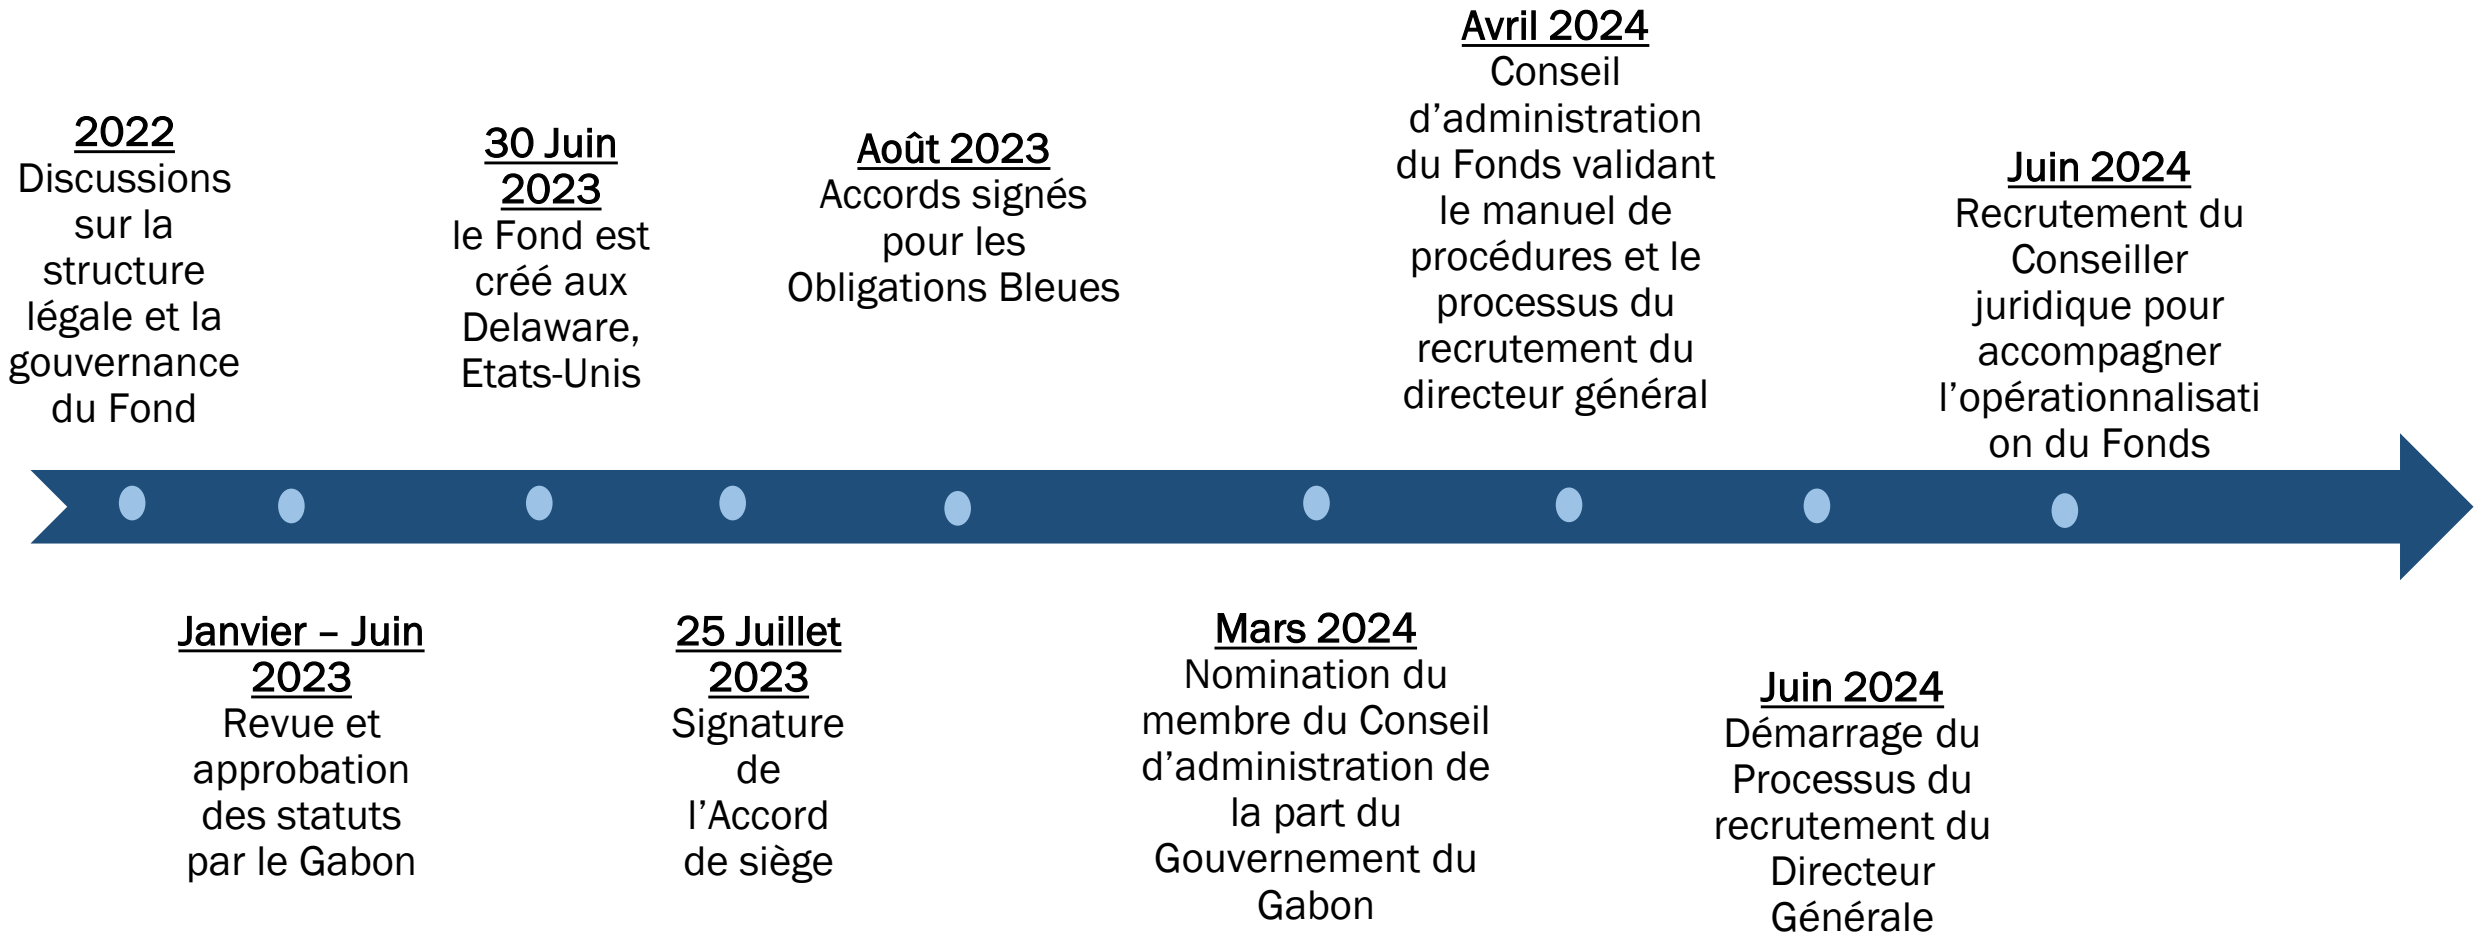 2022
Discussions
sur la
structure
légale et la
gouvernance
du Fond
Janvier – Juin
2023
Revue et
approbation
des statuts
par le Gabon
30 Juin
2023
le Fond est
créé aux
Delaware,
Etats-Unis
25 Juillet
2023
Signature
de
l’Accord
de siège
Août 2023
Accords signés
pour les
Obligations Bleues
Mars 2024
Nomination du
membre du Conseil
d’administration de
la part du
Gouvernement du
Gabon
Avril 2024
Conseil
d’administration
du Fonds validant
le manuel de
procédures et le
processus du
recrutement du
directeur général
Juin 2024
Démarrage du
Processus du
recrutement du
Directeur
Générale
Juin 2024
Recrutement du
Conseiller
juridique pour
accompagner
l’opérationnalisati
on du Fonds